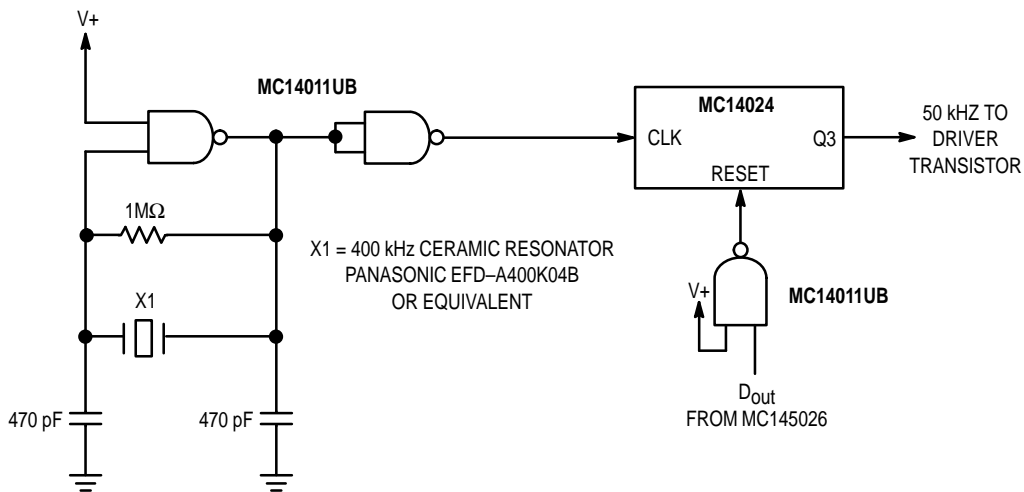 V+
MC14011UB
MC14024
CLK
Q3
RESET
50 kHZ TO
DRIVER
TRANSISTOR
1MΩ
X1 = 400 kHz CERAMIC RESONATOR
PANASONIC EFD–A400K04B
OR EQUIVALENT
X1
V+
MC14011UB
Dout
FROM MC145026
470 pF
470 pF